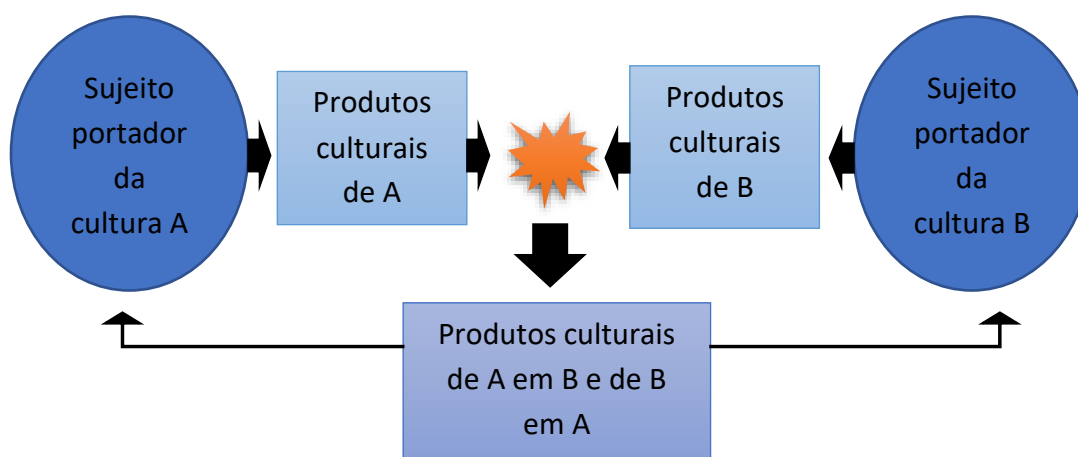 Sujeito
portador
da
cultura A
Produtos
culturais
de A
Produtos
culturais
de B
Sujeito
portador
da
cultura B
Produtos culturais
de A em B e de B
em A